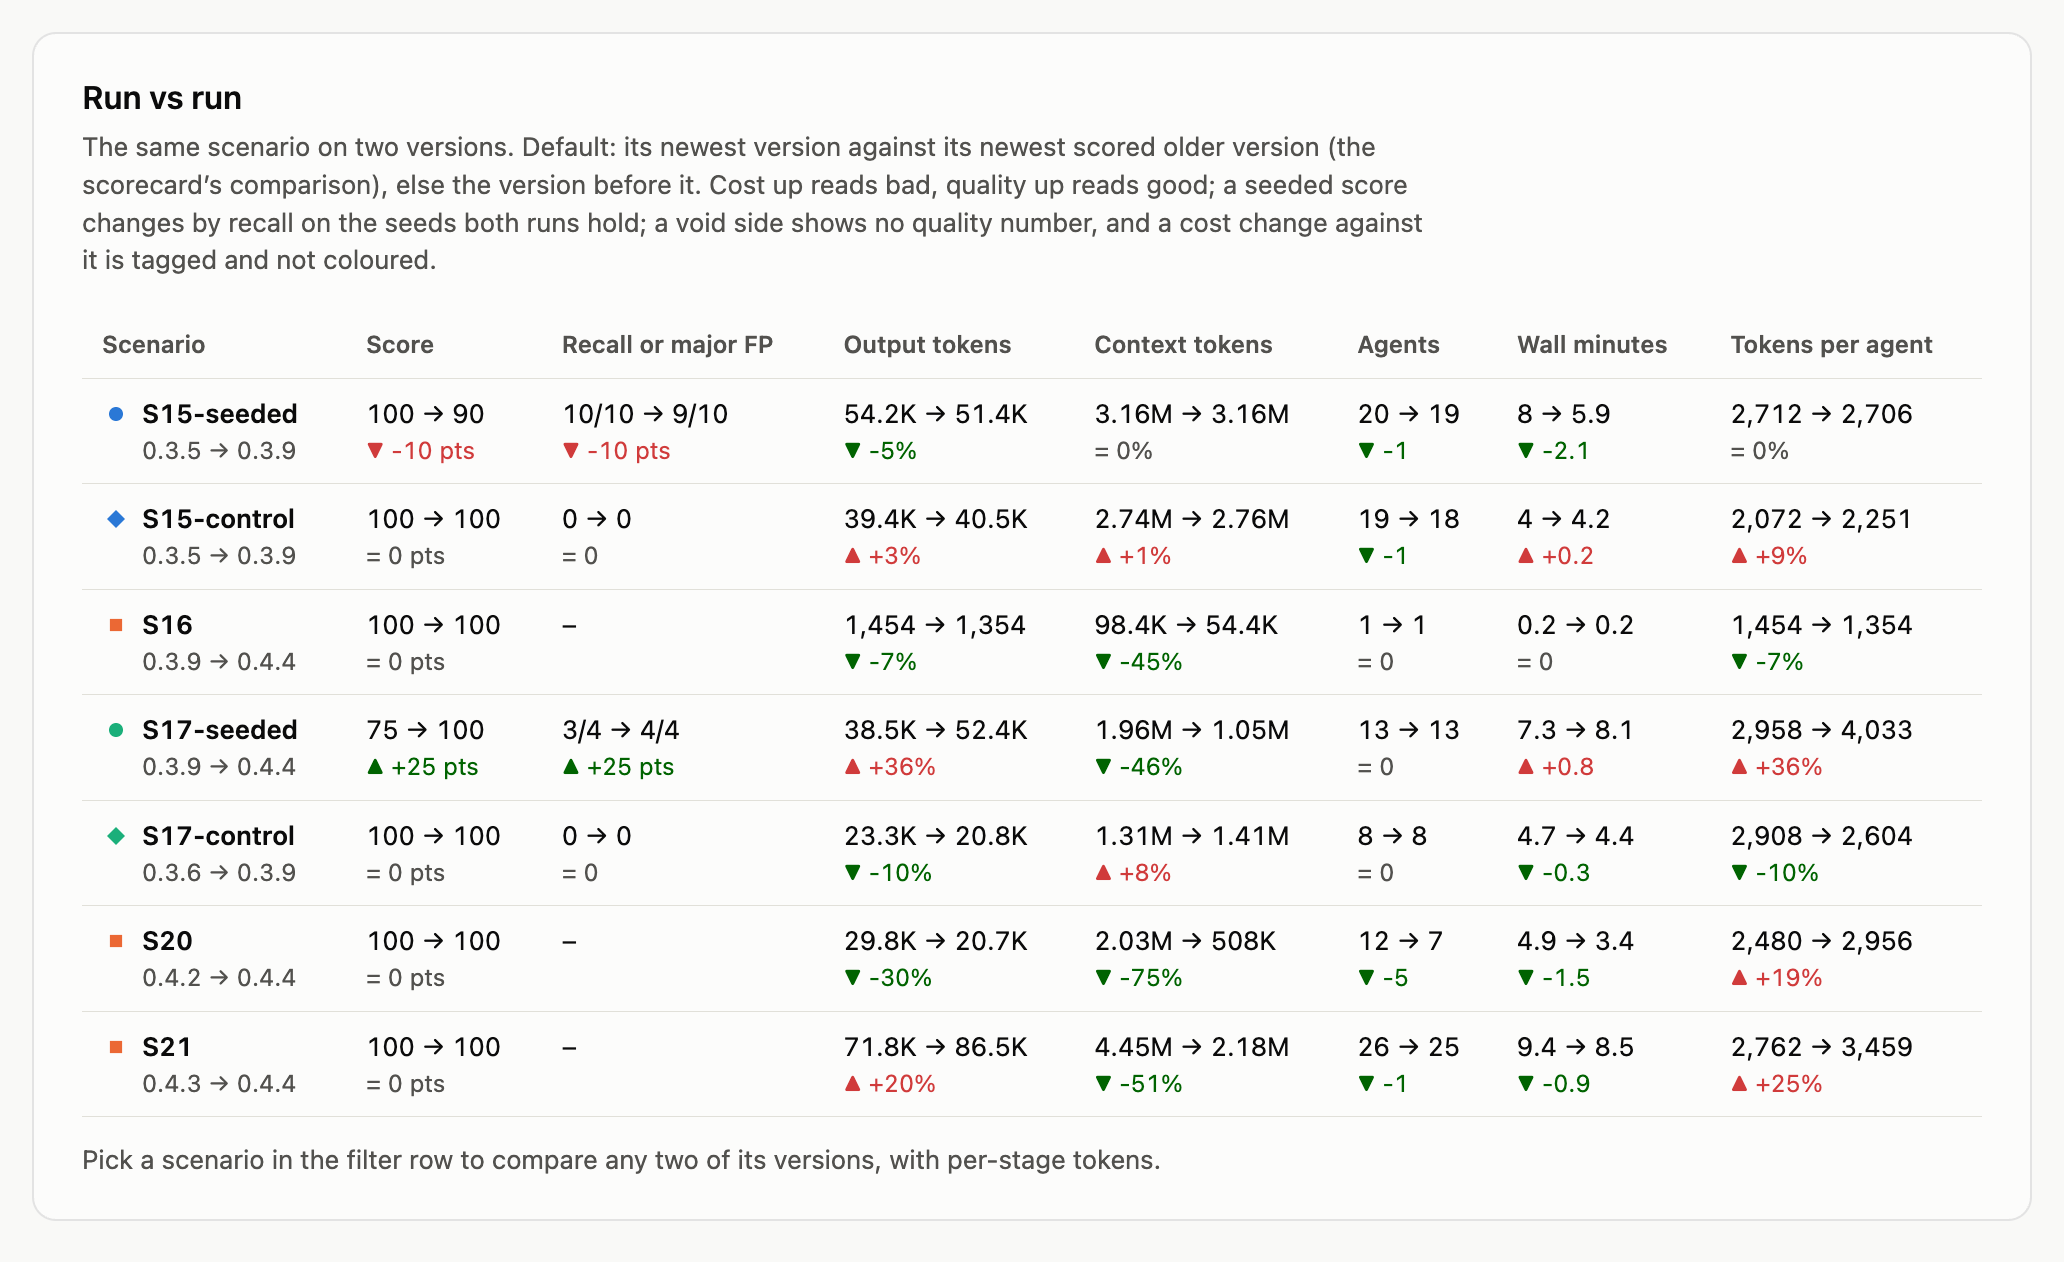 Run vs run
The same scenario on two versions. Default: its newest version against its newest scored older version (the
scorecard’s comparison), else the version before it. Cost up reads bad, quality up reads good; a seeded score
changes by recall on the seeds both runs hold; a void side shows no quality number, and a cost change against
it is tagged and not coloured.
Scenario Score Recall or major FP Output tokens Context tokens Agents Wall minutes Tokens per agent
S15-seeded 100 → 90 10/10 → 9/10 54.2K → 51.4K 3.16M → 3.16M 20 → 19 8 → 5.9 2,712 → 2,706
0.3.5 → 0.3.9 ▼ -10 pts ▼ -10 pts ▼ -5% = 0% ▼ -1 ▼ -2.1 = 0%
S15-control 100 → 100 0 → 0 39.4K → 40.5K 2.74M → 2.76M 19 → 18 4 → 4.2 2,072 → 2,251
0.3.5 → 0.3.9 = 0 pts = 0 ▲ +3% ▲ +1% ▼ -1 ▲ +0.2 ▲ +9%
S16 100 → 100 – 1,454 → 1,354 98.4K → 54.4K 1 → 1 0.2 → 0.2 1,454 → 1,354
0.3.9 → 0.4.4 = 0 pts ▼ -7% ▼ -45% = 0 = 0 ▼ -7%
S17-seeded 75 → 100 3/4 → 4/4 38.5K → 52.4K 1.96M → 1.05M 13 → 13 7.3 → 8.1 2,958 → 4,033
0.3.9 → 0.4.4 ▲ +25 pts ▲ +25 pts ▲ +36% ▼ -46% = 0 ▲ +0.8 ▲ +36%
S17-control 100 → 100 0 → 0 23.3K → 20.8K 1.31M → 1.41M 8 → 8 4.7 → 4.4 2,908 → 2,604
0.3.6 → 0.3.9 = 0 pts = 0 ▼ -10% ▲ +8% = 0 ▼ -0.3 ▼ -10%
S20 100 → 100 – 29.8K → 20.7K 2.03M → 508K 12 → 7 4.9 → 3.4 2,480 → 2,956
0.4.2 → 0.4.4 = 0 pts ▼ -30% ▼ -75% ▼ -5 ▼ -1.5 ▲ +19%
S21 100 → 100 – 71.8K → 86.5K 4.45M → 2.18M 26 → 25 9.4 → 8.5 2,762 → 3,459
0.4.3 → 0.4.4 = 0 pts ▲ +20% ▼ -51% ▼ -1 ▼ -0.9 ▲ +25%
Pick a scenario in the filter row to compare any two of its versions, with per-stage tokens.